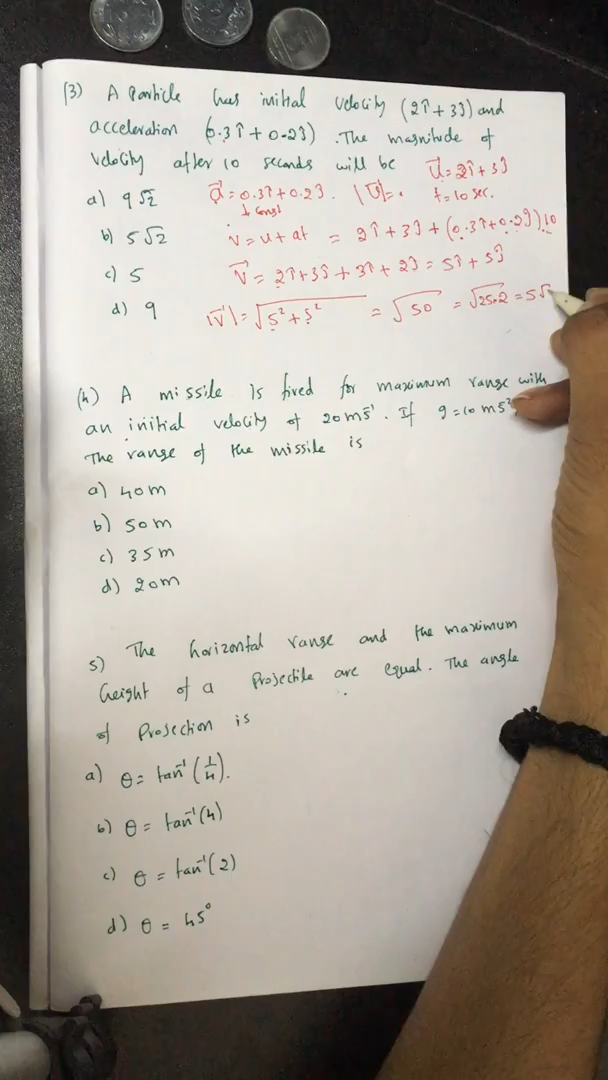 (3) A Particle has initial velocity (2î + 3ĵ) and
acceleration (0.3î + 0.2ĵ). The magnitude of
velocity after 10 seconds will be u⃗ = 2î + 3ĵ
a) 9√2 a⃗ = 0.3î + 0.2ĵ. |v⃗| = . t = 10 sec.
↓ const
b) 5√2 v = u + at = 2î + 3ĵ + (0.3î + 0.2ĵ) 10
c) 5 v⃗ = 2î + 3ĵ + 3î + 2ĵ = 5î + 5ĵ
d) 9 |v⃗| = √5² + 5² = √50 = √25.2 = 5√
(4) A missile is fired for maximum range with
an initial velocity of 20 ms⁻¹. If g = 10 ms⁻²
The range of the missile is
a) 40m
b) 50m
c) 35m
d) 20m
5) The horizontal range and the maximum
height of a Projectile are equal. The angle
of Projection is
a) θ = tan⁻¹(1/4).
b) θ = tan⁻¹(4)
c) θ = tan⁻¹(2)
d) θ = 45°